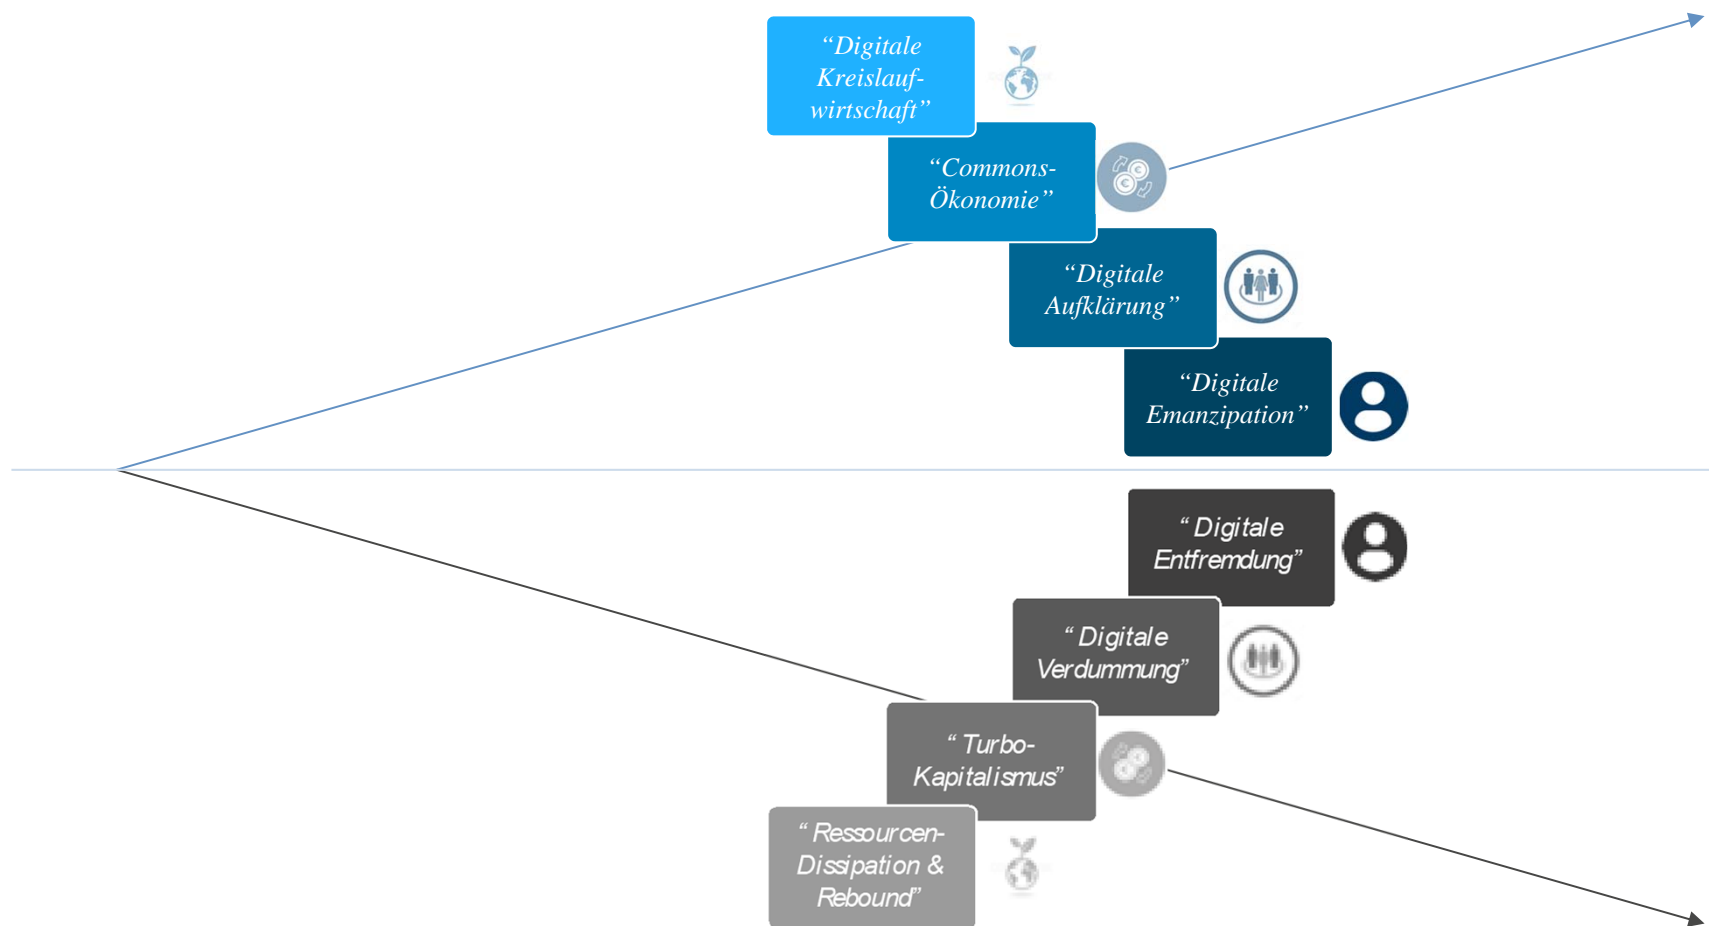 “Digitale
Kreislauf-
wirtschaft”
“Commons-
Ökonomie”
“Digitale
Aufklärung”
“Digitale
Emanzipation”
“ Digitale
Entfremdung”
“ Digitale
Verdummung”
“ Turbo-
Kapitalismus”
“ Ressourcen-
Dissipation &
Rebound”